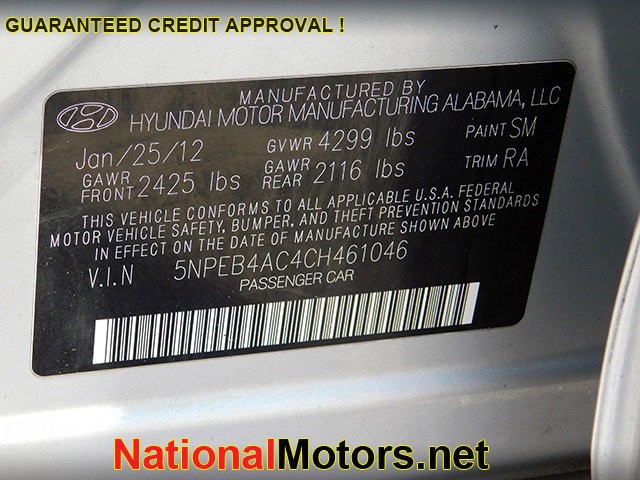 GUARANTEED CREDIT APPROVAL !
MANUFACTURED BY
HYUNDAI MOTOR MANUFACTURING ALABAMA, LLC
Jan/25/12 GVWR 4299 lbs PAINT SM
GAWR FRONT 2425 lbs GAWR REAR 2116 lbs TRIM RA
THIS VEHICLE CONFORMS TO ALL APPLICABLE U.S.A. FEDERAL
MOTOR VEHICLE SAFETY, BUMPER, AND THEFT PREVENTION STANDARDS
IN EFFECT ON THE DATE OF MANUFACTURE SHOWN ABOVE
V.I.N 5NPEB4AC4CH461046
PASSENGER CAR
NationalMotors.net